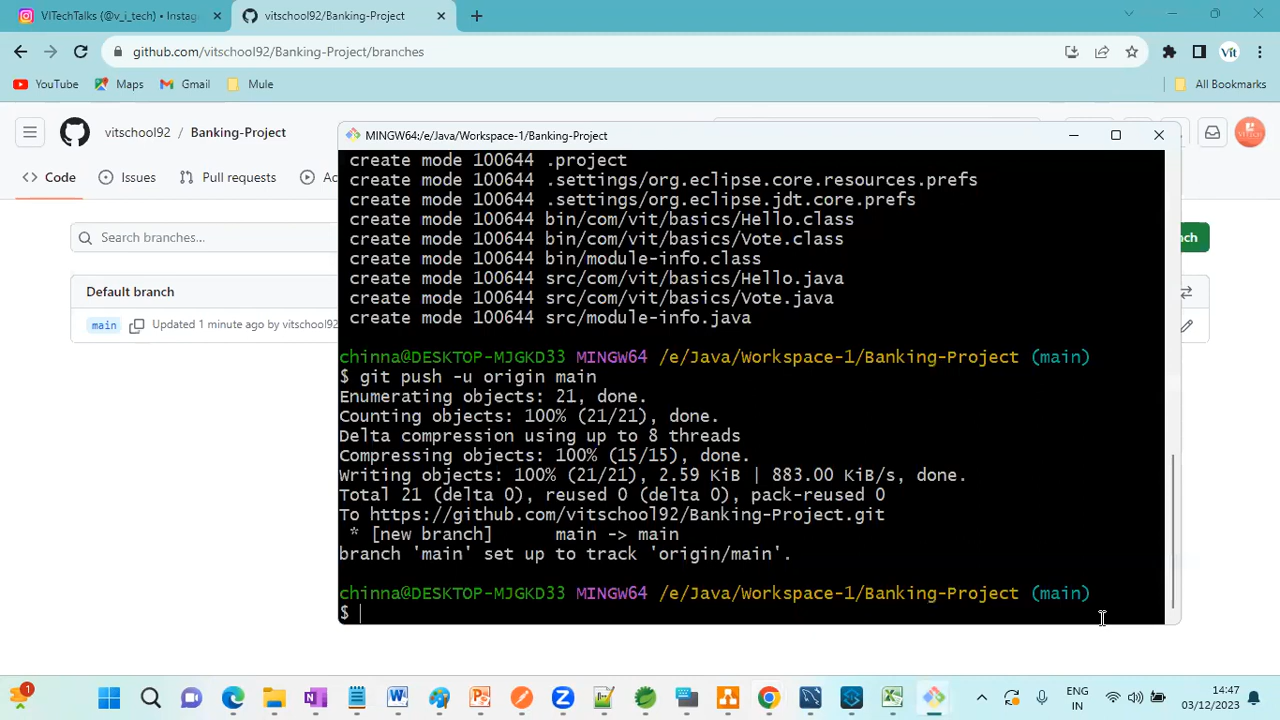 VITechTalks (@v_i_tech) • Instag
vitschool92/Banking-Project
github.com/vitschool92/Banking-Project/branches
Vit
YouTube
Maps
Gmail
Mule
All Bookmarks
vitschool92 / Banking-Project
Code
Issues
Pull requests
Ac
Search branches...
nch
Default branch
main
Updated 1 minute ago by vitschool92
MINGW64:/e/Java/Workspace-1/Banking-Project
create mode 100644 .project
create mode 100644 .settings/org.eclipse.core.resources.prefs
create mode 100644 .settings/org.eclipse.jdt.core.prefs
create mode 100644 bin/com/vit/basics/Hello.class
create mode 100644 bin/com/vit/basics/Vote.class
create mode 100644 bin/module-info.class
create mode 100644 src/com/vit/basics/Hello.java
create mode 100644 src/com/vit/basics/Vote.java
create mode 100644 src/module-info.java
chinna@DESKTOP-MJGKD33 MINGW64 /e/Java/Workspace-1/Banking-Project (main)
$ git push -u origin main
Enumerating objects: 21, done.
Counting objects: 100% (21/21), done.
Delta compression using up to 8 threads
Compressing objects: 100% (15/15), done.
Writing objects: 100% (21/21), 2.59 KiB | 883.00 KiB/s, done.
Total 21 (delta 0), reused 0 (delta 0), pack-reused 0
To https://github.com/vitschool92/Banking-Project.git
* [new branch] main -> main
branch 'main' set up to track 'origin/main'.
chinna@DESKTOP-MJGKD33 MINGW64 /e/Java/Workspace-1/Banking-Project (main)
$
1
ENG
IN
14:47
03/12/2023